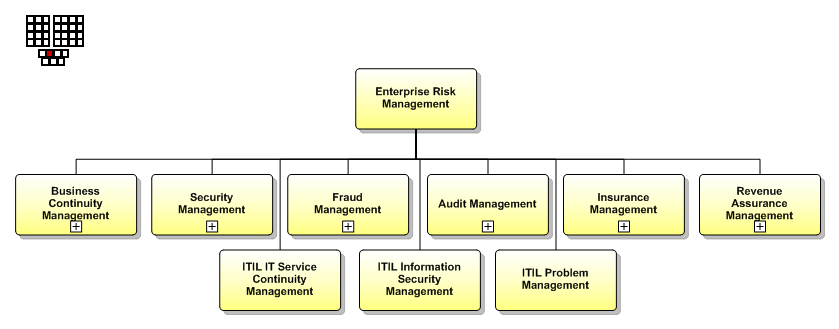 Enterprise Risk
Management
Business
Continuity
Management
Security
Management
Fraud
Management
Audit Management
Insurance
Management
Revenue
Assurance
Management
ITIL IT Service
Continuity
Management
ITIL Information
Security
Management
ITIL Problem
Management